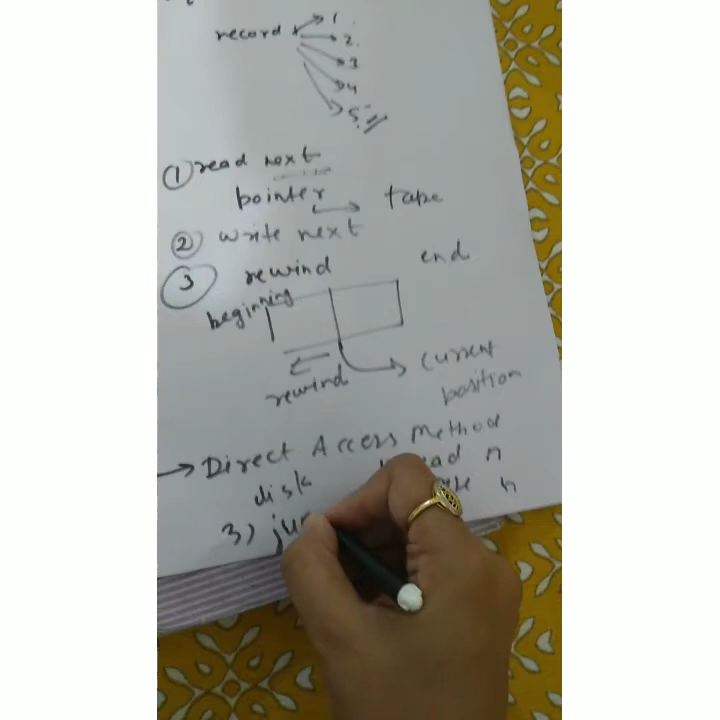 record 1.
2.
3
4
5.
① read next
pointer → tape
② write next
③ rewind end
beginning
rewind current
position
→ Direct Access Method
disk n
3) n